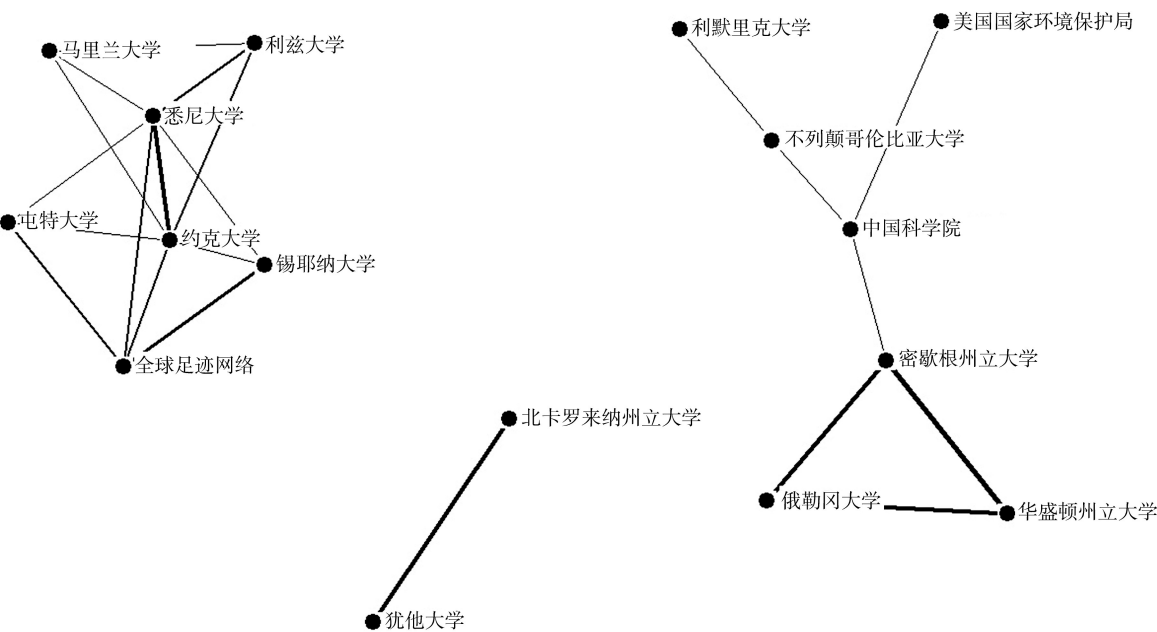 马里兰大学
利兹大学
悉尼大学
屯特大学
约克大学
锡耶纳大学
全球足迹网络
利默里克大学
美国国家环境保护局
不列颠哥伦比亚大学
中国科学院
密歇根州立大学
俄勒冈大学
华盛顿州立大学
北卡罗来纳州立大学
犹他大学